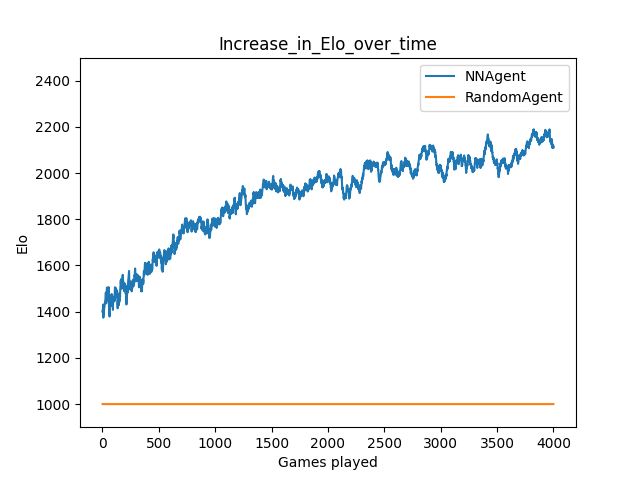 Increase_in_Elo_over_time
NNAgent
RandomAgent
2400
2200
2000
1800
1600
1400
1200
1000
Elo
0 500 1000 1500 2000 2500 3000 3500 4000
Games played